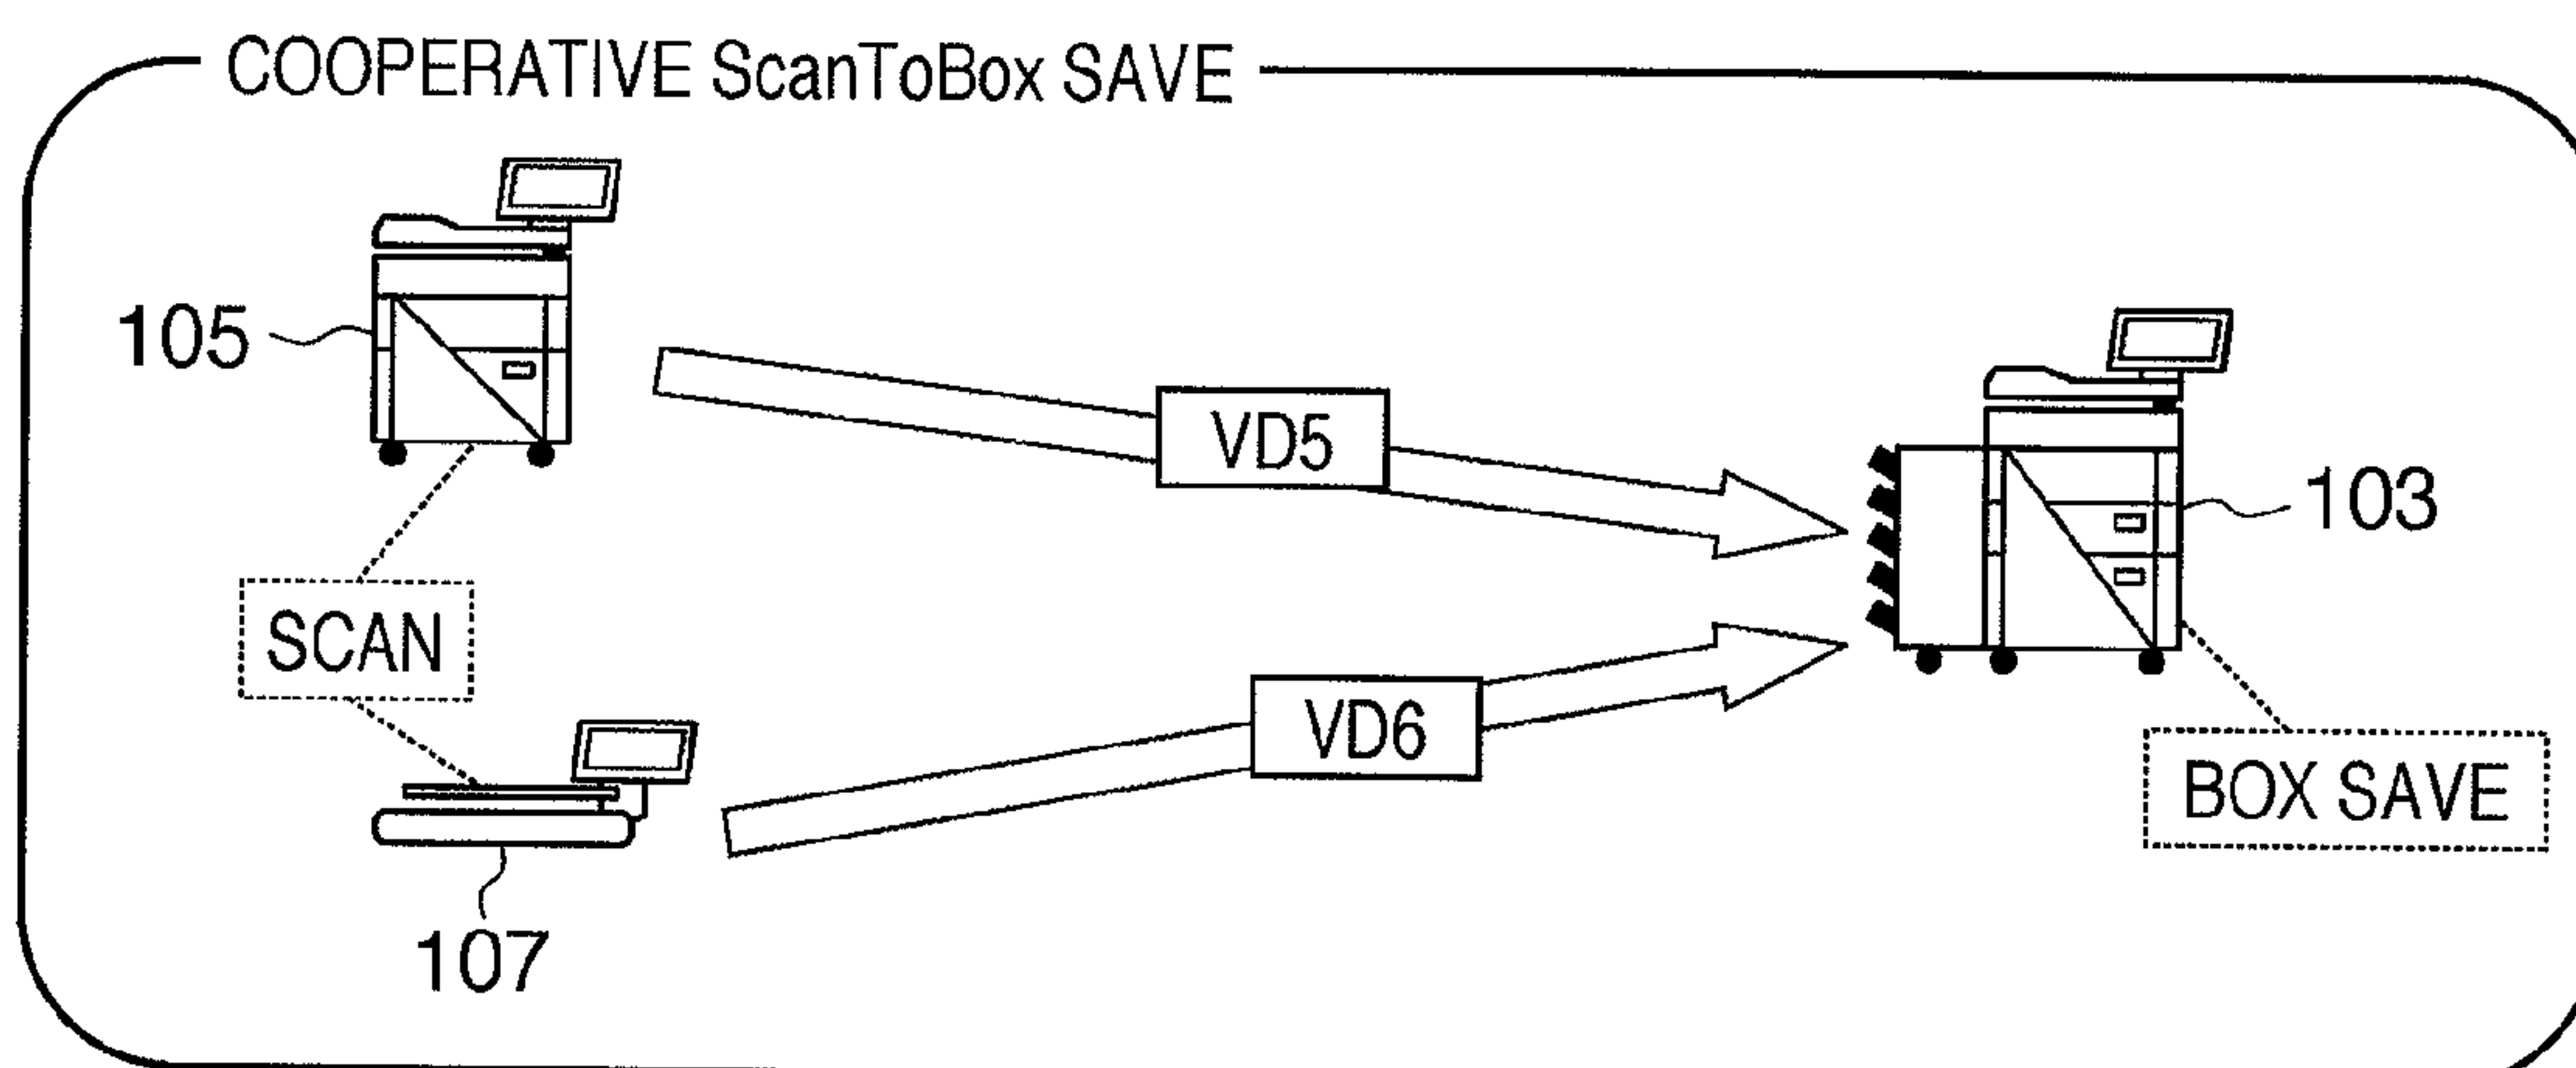 COOPERATIVE ScanToBox SAVE
105
VD5
103
SCAN
VD6
BOX SAVE
107